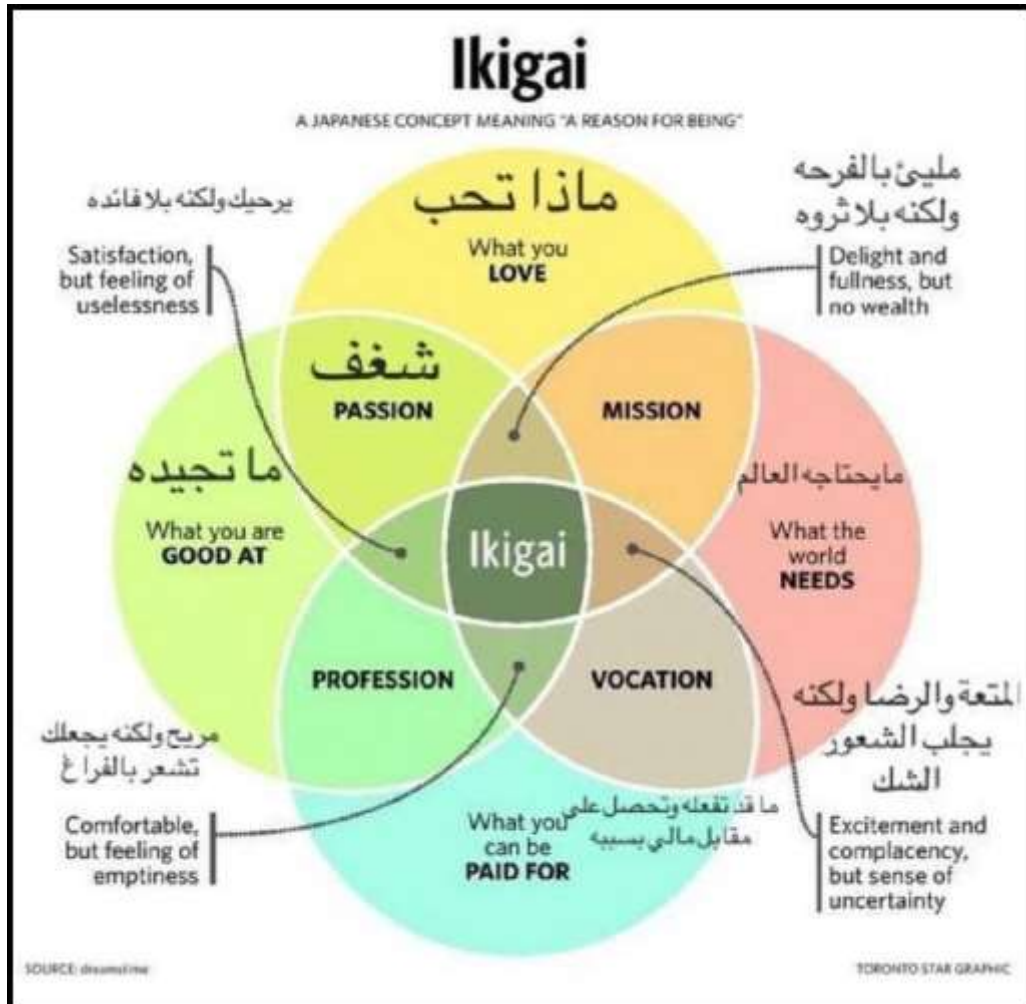 Ikigai
A JAPANESE CONCEPT MEANING "A REASON FOR BEING"
يرحيك ولكنه بلا فائده
Satisfaction,
but feeling of
uselessness
ماذا تحب
What you
LOVE
مليئ بالفرحه
ولكنه بلا ثروه
Delight and
fullness, but
no wealth
شغف
PASSION
MISSION
ما تجيده
What you are
GOOD AT
Ikigai
مايحتاجه العالم
What the
world
NEEDS
PROFESSION
VOCATION
مريح ولكنه يجعلك
تشعر بالفراغ
Comfortable,
but feeling of
emptiness
ما قد تفعله وتحصل على
مقابل مالي بسببه
What you
can be
PAID FOR
المتعة والرضا ولكنه
يجلب الشعور
الشك
Excitement and
complacency,
but sense of
uncertainty
SOURCE: dreamstime
TORONTO STAR GRAPHIC